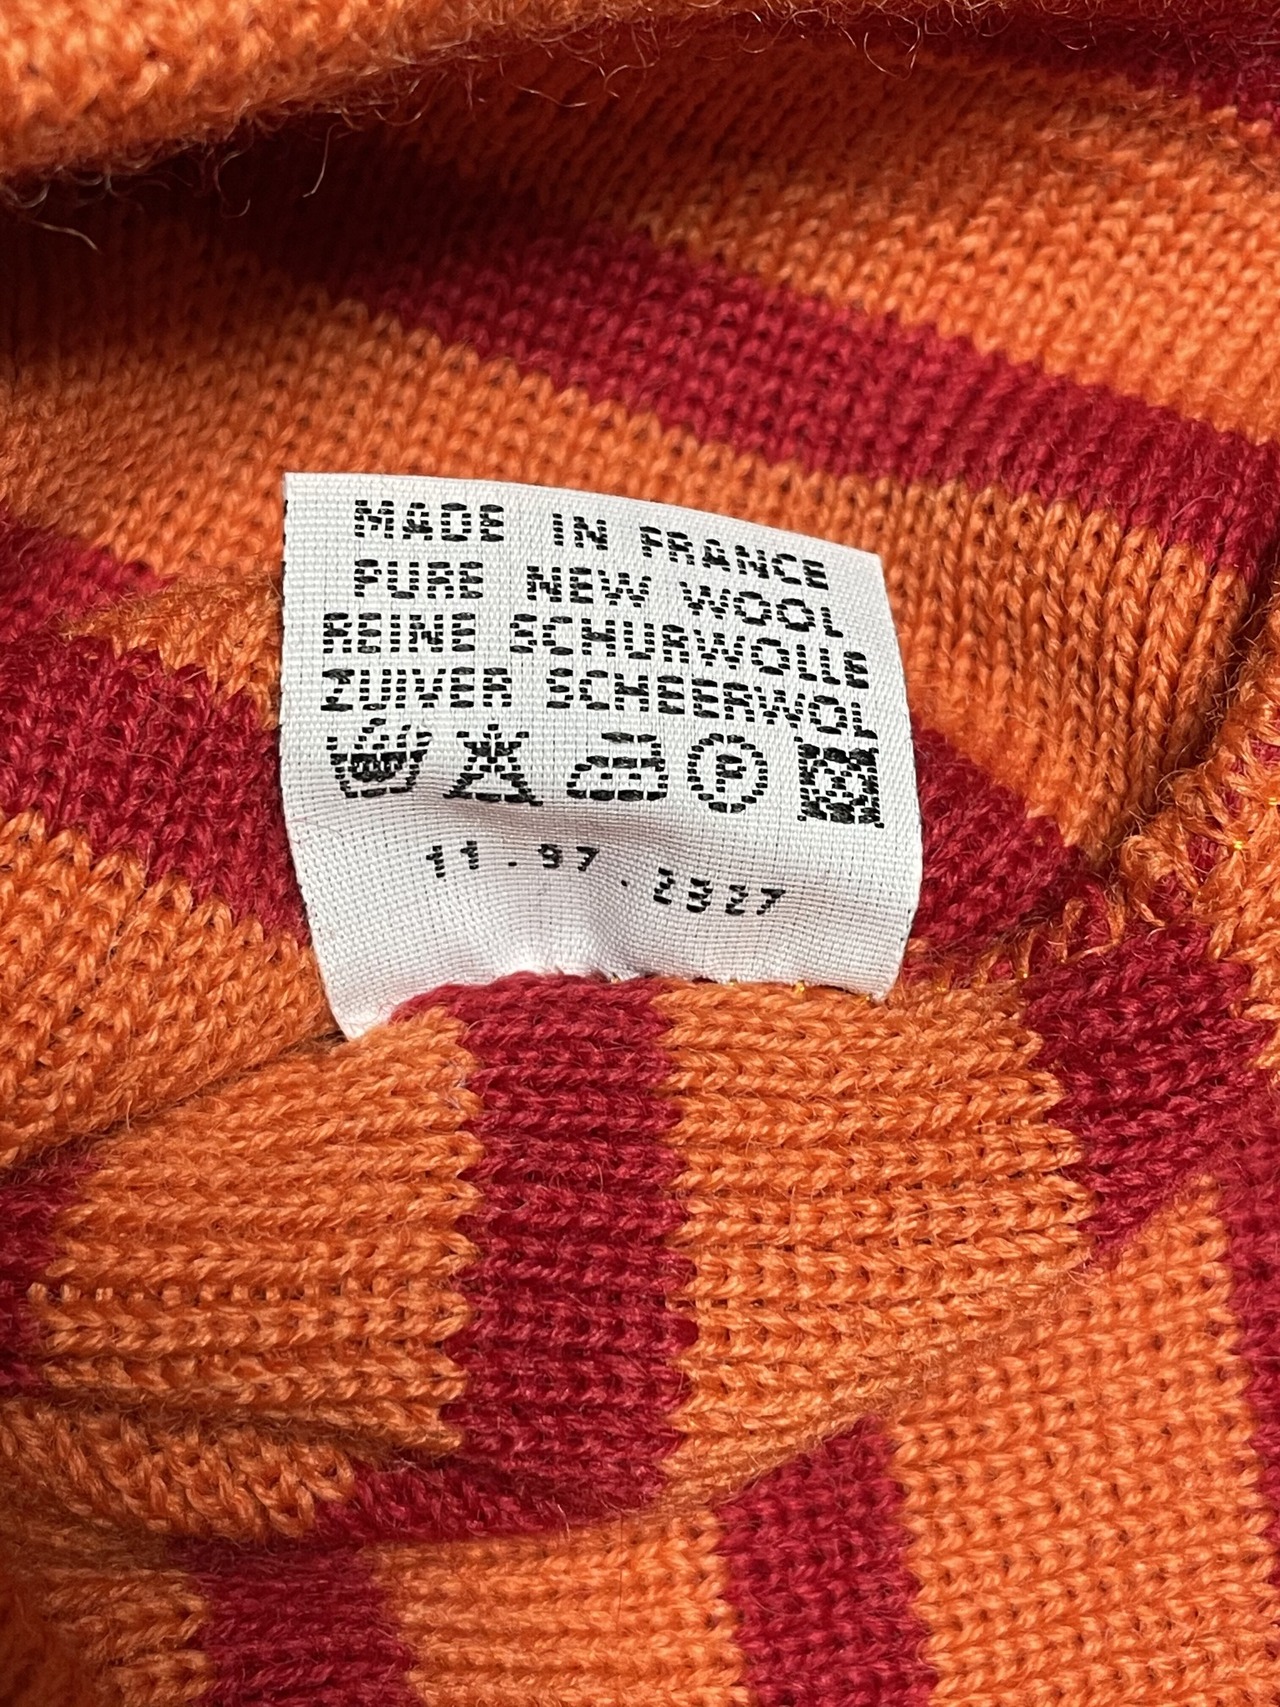 MADE IN FRANCE
PURE NEW WOOL
REINE SCHURWOLLE
ZUIVER SCHEERWOL
P
11.97.2327